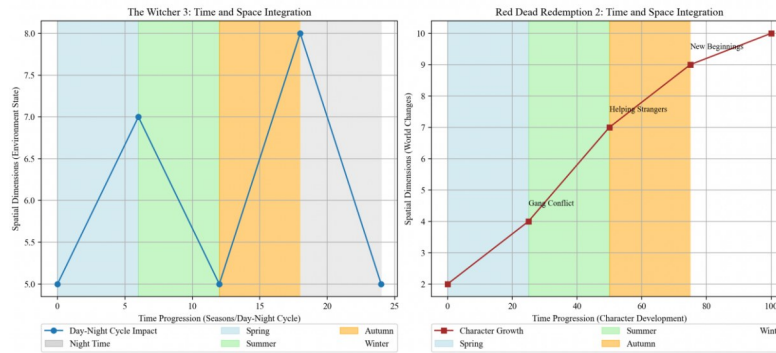 The Witcher 3: Time and Space Integration
8.0
7.5
7.0
6.5
6.0
5.5
5.0
Spatial Dimensions (Environment State)
0
5
10
15
20
25
Time Progression (Seasons/Day-Night Cycle)
Day-Night Cycle Impact
Night Time
Spring
Summer
Autumn
Winter
Red Dead Redemption 2: Time and Space Integration
10
9
8
7
6
5
4
3
2
Spatial Dimensions (World Changes)
New Beginnings
Helping Strangers
Gang Conflict
0
20
40
60
80
100
Time Progression (Character Development)
Character Growth
Spring
Summer
Autumn